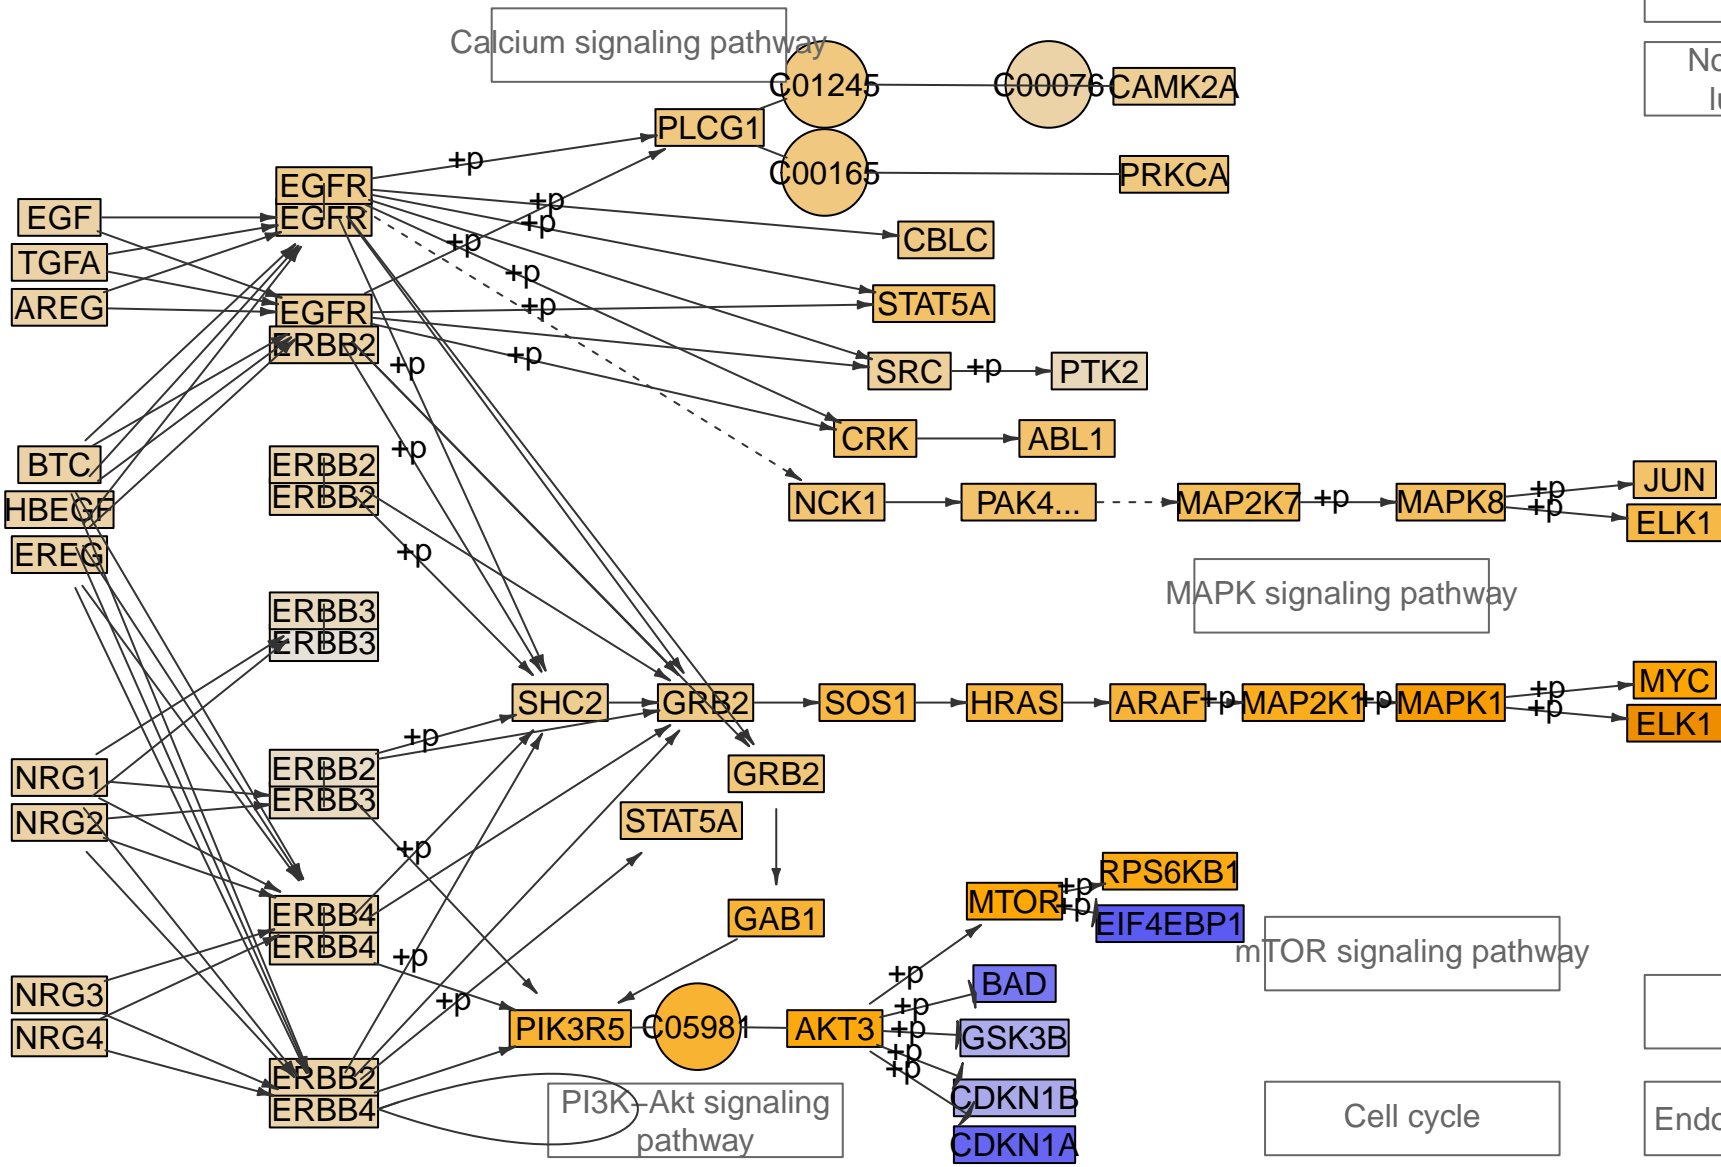 Calcium signaling pathway
No
lu
C01245
C00076
CAMK2A
PLCG1
+p
C00165
PRKCA
EGFR
EGFR
EGF
TGFA
AREG
+p
+p
+p
+p
+p
CBLC
STAT5A
EGFR
ERBB2
+p
+p
SRC
+p
PTK2
CRK
ABL1
BTC
HBEGF
EREG
ERBB2
ERBB2
+p
+p
NCK1
PAK4...
MAP2K7
+p
MAPK8
+p
+p
JUN
ELK1
MAPK signaling pathway
ERBB3
ERBB3
SHC2
GRB2
SOS1
HRAS
ARAF
+p
MAP2K1
+p
MAPK1
+p
+p
MYC
ELK1
NRG1
NRG2
ERBB2
ERBB3
+p
GRB2
STAT5A
+p
ERBB4
ERBB4
+p
+p
GAB1
MTOR
+p
+p
RPS6KB1
EIF4EBP1
mTOR signaling pathway
NRG3
NRG4
PIK3R5
C05981
AKT3
+p
+p
+p
+p
+p
BAD
GSK3B
CDKN1B
CDKN1A
ERBB2
ERBB4
PI3K–Akt signaling
pathway
Cell cycle
Endo